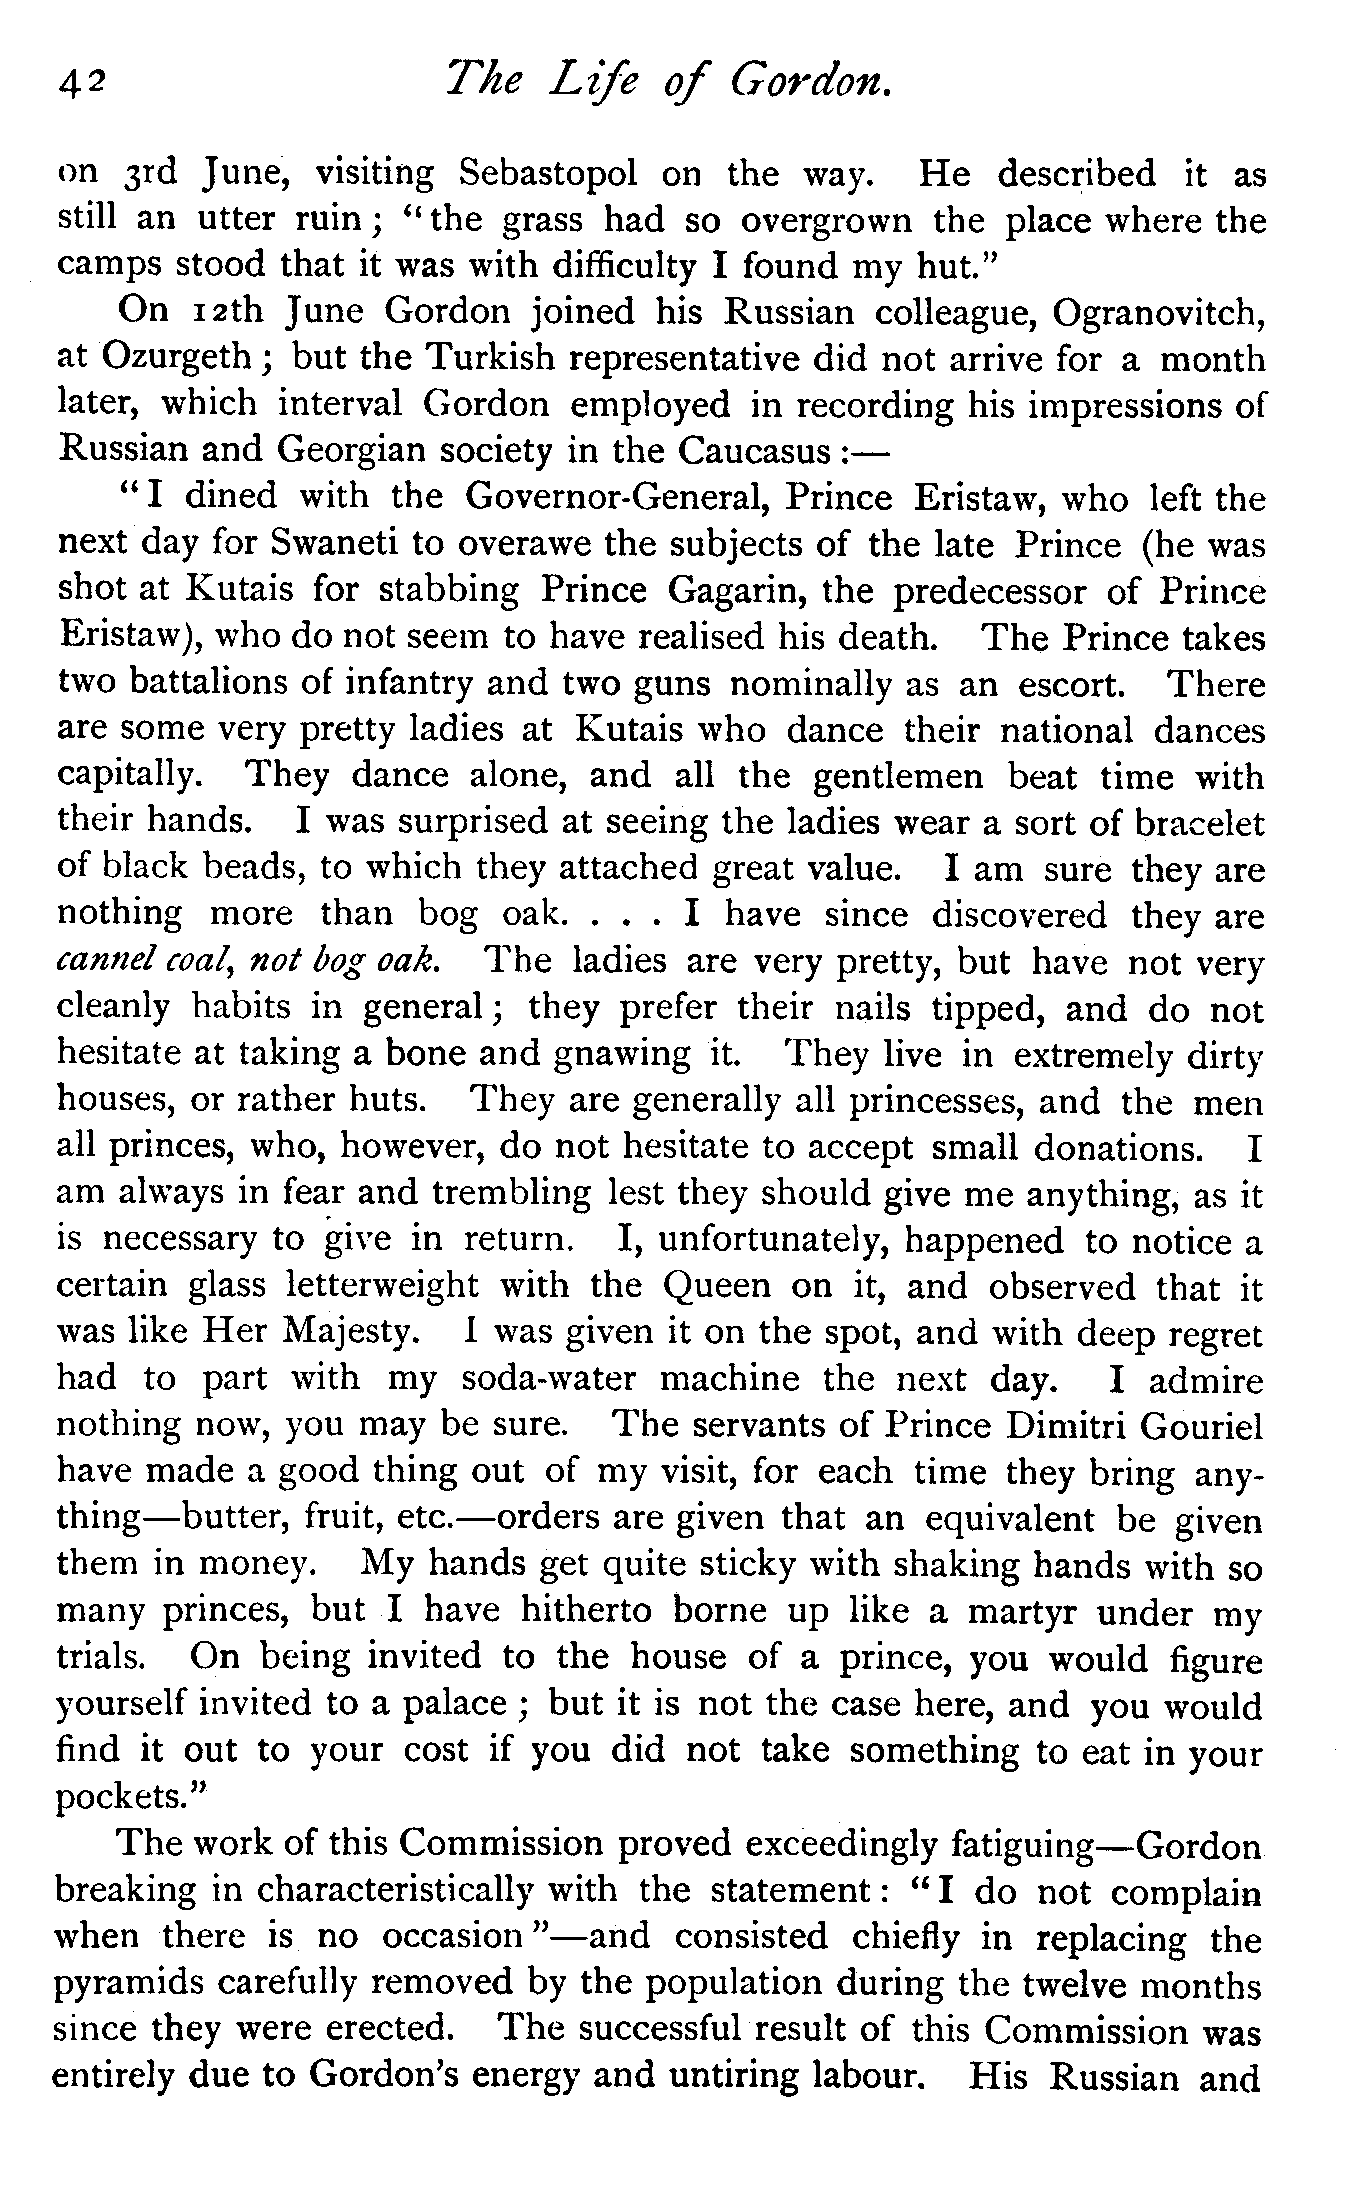 42 The Life of Gordon.
on 3rd June, visiting Sebastopol on the way. He described it as
still an utter ruin; "the grass had so overgrown the place where the
camps stood that it was with difficulty I found my hut."
On 12th June Gordon joined his Russian colleague, Ogranovitch,
at Ozurgeth; but the Turkish representative did not arrive for a month
later, which interval Gordon employed in recording his impressions of
Russian and Georgian society in the Caucasus:—
"I dined with the Governor-General, Prince Eristaw, who left the
next day for Swaneti to overawe the subjects of the late Prince (he was
shot at Kutais for stabbing Prince Gagarin, the predecessor of Prince
Eristaw), who do not seem to have realised his death. The Prince takes
two battalions of infantry and two guns nominally as an escort. There
are some very pretty ladies at Kutais who dance their national dances
capitally. They dance alone, and all the gentlemen beat time with
their hands. I was surprised at seeing the ladies wear a sort of bracelet
of black beads, to which they attached great value. I am sure they are
nothing more than bog oak. . . . I have since discovered they are
cannel coal, not bog oak. The ladies are very pretty, but have not very
cleanly habits in general; they prefer their nails tipped, and do not
hesitate at taking a bone and gnawing it. They live in extremely dirty
houses, or rather huts. They are generally all princesses, and the men
all princes, who, however, do not hesitate to accept small donations. I
am always in fear and trembling lest they should give me anything, as it
is necessary to give in return. I, unfortunately, happened to notice a
certain glass letterweight with the Queen on it, and observed that it
was like Her Majesty. I was given it on the spot, and with deep regret
had to part with my soda-water machine the next day. I admire
nothing now, you may be sure. The servants of Prince Dimitri Gouriel
have made a good thing out of my visit, for each time they bring any-
thing—butter, fruit, etc.—orders are given that an equivalent be given
them in money. My hands get quite sticky with shaking hands with so
many princes, but I have hitherto borne up like a martyr under my
trials. On being invited to the house of a prince, you would figure
yourself invited to a palace; but it is not the case here, and you would
find it out to your cost if you did not take something to eat in your
pockets."
The work of this Commission proved exceedingly fatiguing—Gordon
breaking in characteristically with the statement: "I do not complain
when there is no occasion"—and consisted chiefly in replacing the
pyramids carefully removed by the population during the twelve months
since they were erected. The successful result of this Commission was
entirely due to Gordon's energy and untiring labour. His Russian and